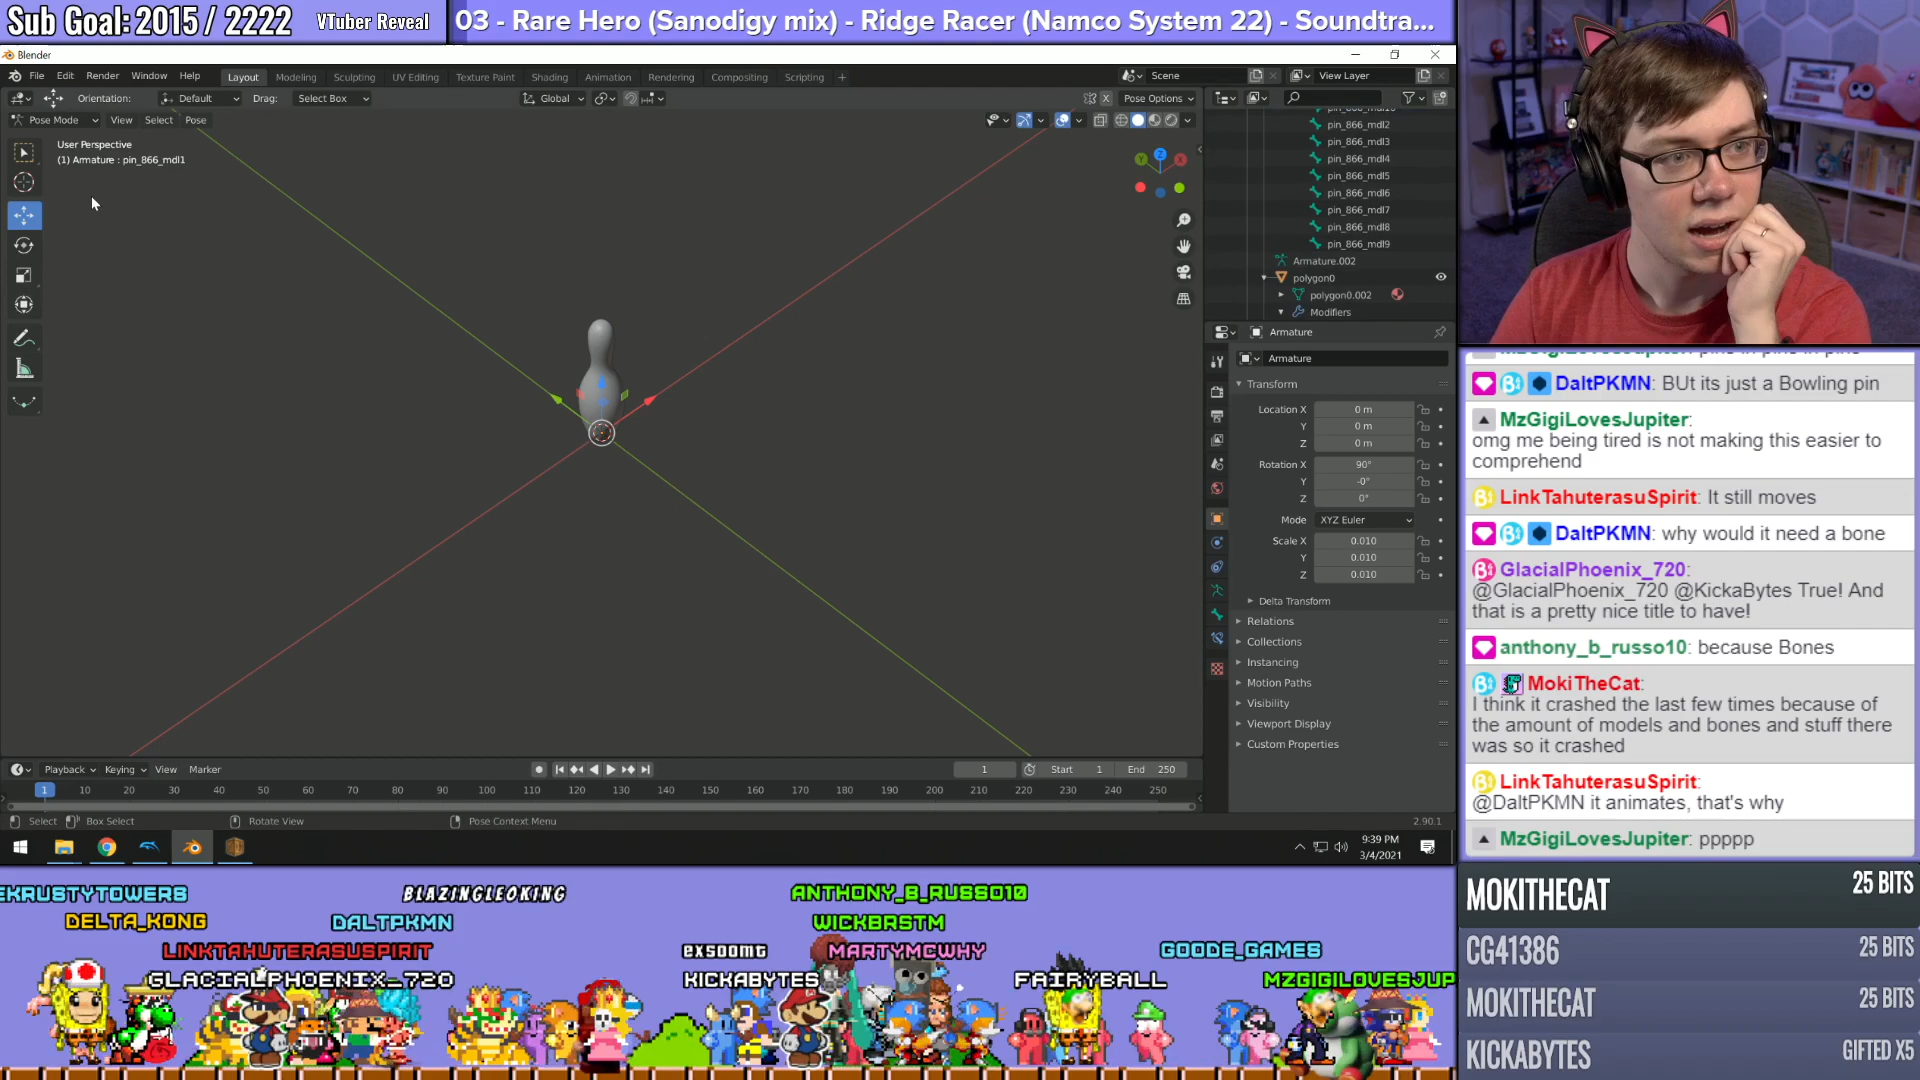 Sub Goal: 2015 / 2222
VTuber Reveal
03 - Rare Hero (Sanodigy mix) - Ridge Racer (Namco System 22) - Soundtra...
Blender
File Edit Render Window Help
Layout Modeling Sculpting UV Editing Texture Paint Shading Animation Rendering Compositing Scripting +
Scene
View Layer
Orientation: Default Drag: Select Box
Global
X Pose Options
Pose Mode View Select Pose
User Perspective
(1) Armature : pin_866_mdl1
Z
Y
X
pin_866_mdl2
pin_866_mdl3
pin_866_mdl4
pin_866_mdl5
pin_866_mdl6
pin_866_mdl7
pin_866_mdl8
pin_866_mdl9
Armature.002
polygon0
polygon0.002
Modifiers
Armature
Armature
Transform
Location X 0 m
Y 0 m
Z 0 m
Rotation X 90°
Y -0°
Z 0°
Mode XYZ Euler
Scale X 0.010
Y 0.010
Z 0.010
Delta Transform
Relations
Collections
Instancing
Motion Paths
Visibility
Viewport Display
Custom Properties
Playback Keying View Marker
1 Start 1 End 250
1 10 20 30 40 50 60 70 80 90 100 110 120 130 140 150 160 170 180 190 200 210 220 230 240 250
Select Box Select Rotate View Pose Context Menu
2.90.1
9:39 PM
3/4/2021
DaltPKMN: BUt its just a Bowling pin
MzGigiLovesJupiter:
omg me being tired is not making this easier to
comprehend
LinkTahuterasuSpirit: It still moves
DaltPKMN: why would it need a bone
GlacialPhoenix_720:
@GlacialPhoenix_720 @KickaBytes True! And
that is a pretty nice title to have!
anthony_b_russo10: because Bones
MokiTheCat:
I think it crashed the last few times because of
the amount of models and bones and stuff there
was so it crashed
LinkTahuterasuSpirit:
@DaltPKMN it animates, that's why
MzGigiLovesJupiter: ppppp
MOKITHECAT 25 BITS
CG41386 25 BITS
MOKITHECAT 25 BITS
KICKABYTES GIFTED X5
EKRUSTYTOWER8
BLAZINGLEOKING
ANTHONY_B_RUSSO10
DELTA_KONG
DALTPKMN
WICKBRSTM
LINKTAHUTERASUSPIRIT
EX500MT
MARTYMCWHY
GOODE_GAMES
GLACIALPHOENIX_720
KICKABYTES
FAIRYBALL
MZGIGILOVESJUP